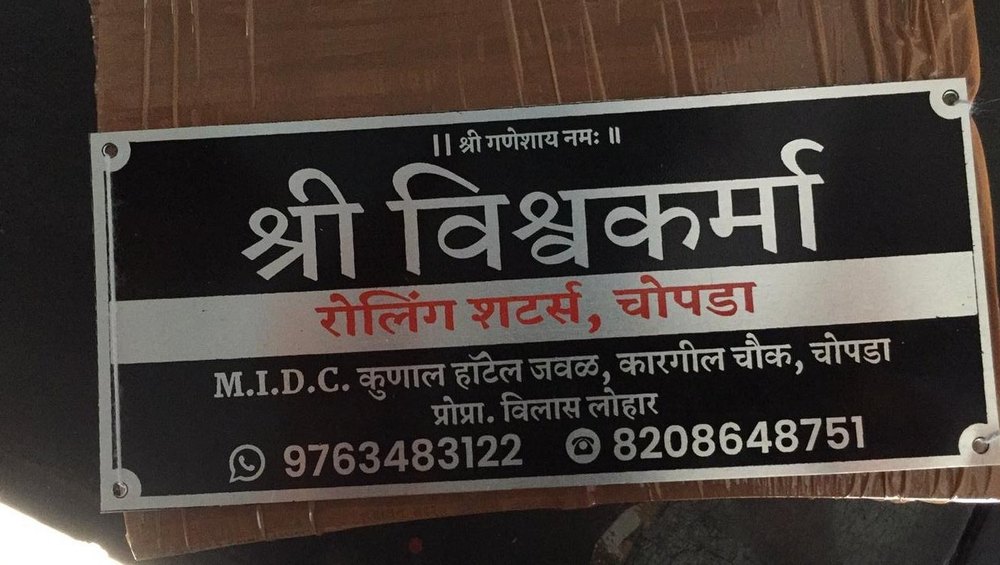 || श्री गणेशाय नमः ॥
श्री विश्वकर्मा
रोलिंग शटर्स, चोपडा
M.I.D.C. कुणाल हॉटेल जवळ, कारगील चौक, चोपडा
प्रोप्रा. विलास लोहार
9763483122 8208648751